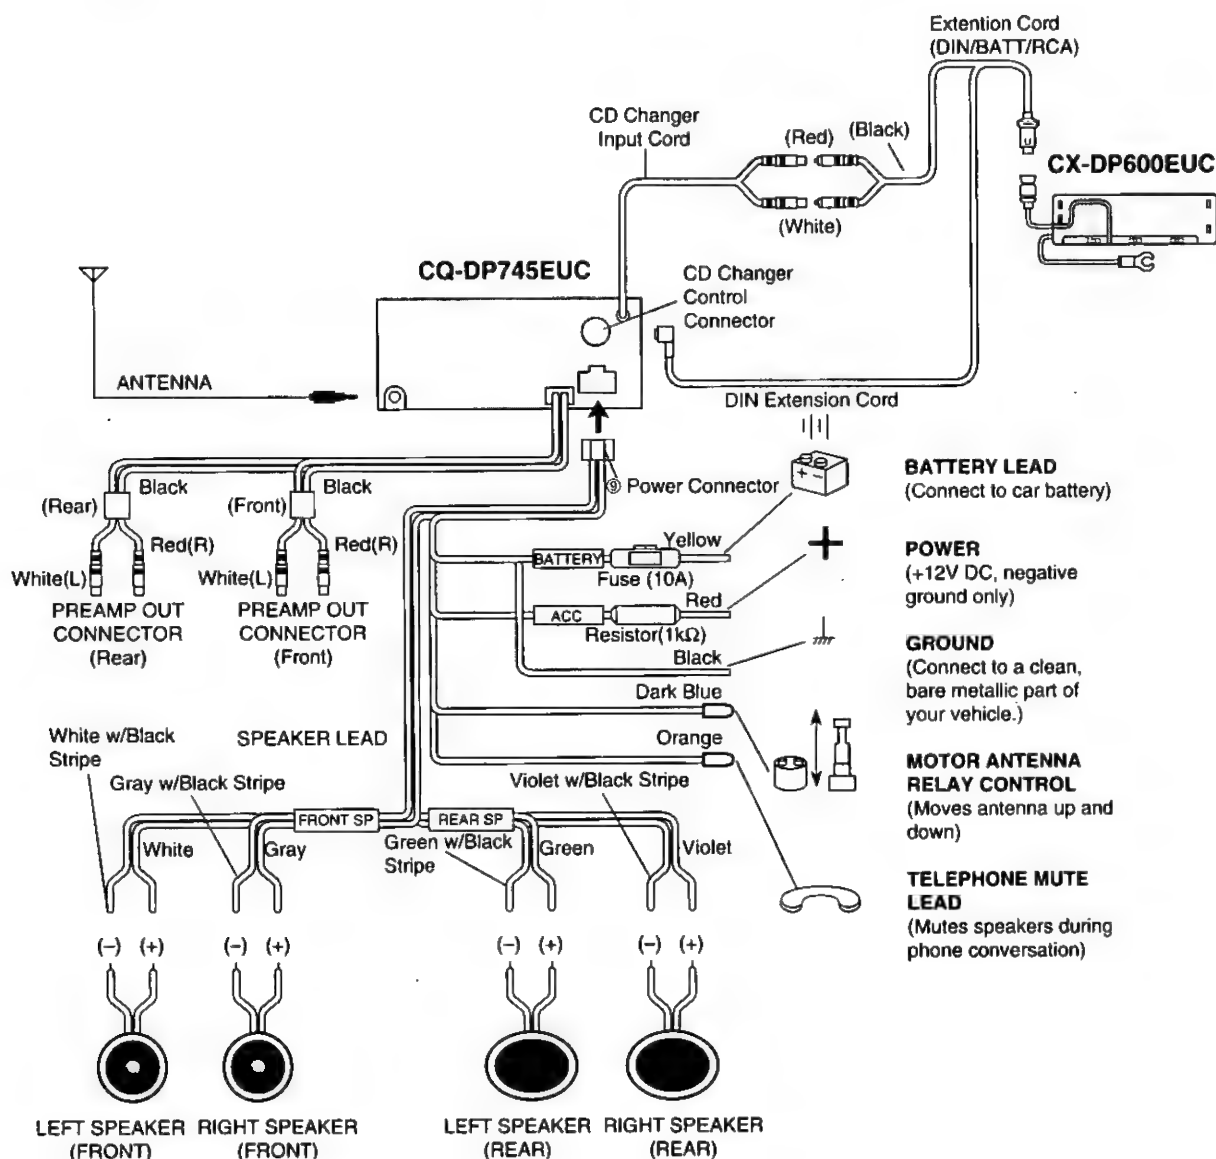 Extention Cord
(DIN/BATT/RCA)
CD Changer
Input Cord
(Red)
(Black)
(White)
CX-DP600EUC
CQ-DP745EUC
CD Changer
Control
Connector
ANTENNA
DIN Extension Cord
(Rear)
Black
(Front)
Black
White(L)
Red(R)
White(L)
Red(R)
PREAMP OUT
CONNECTOR
(Rear)
PREAMP OUT
CONNECTOR
(Front)
⑨ Power Connector
Yellow
BATTERY
Fuse (10A)
Red
ACC
Resistor(1kΩ)
Black
Dark Blue
Orange
BATTERY LEAD
(Connect to car battery)
POWER
(+12V DC, negative
ground only)
GROUND
(Connect to a clean,
bare metallic part of
your vehicle.)
MOTOR ANTENNA
RELAY CONTROL
(Moves antenna up and
down)
TELEPHONE MUTE
LEAD
(Mutes speakers during
phone conversation)
White w/Black
Stripe
SPEAKER LEAD
Gray w/Black Stripe
Violet w/Black Stripe
FRONT SP
REAR SP
White
Gray
Green w/Black
Stripe
Green
Violet
(−) (+)
(−) (+)
(−) (+)
(−) (+)
LEFT SPEAKER
(FRONT)
RIGHT SPEAKER
(FRONT)
LEFT SPEAKER
(REAR)
RIGHT SPEAKER
(REAR)